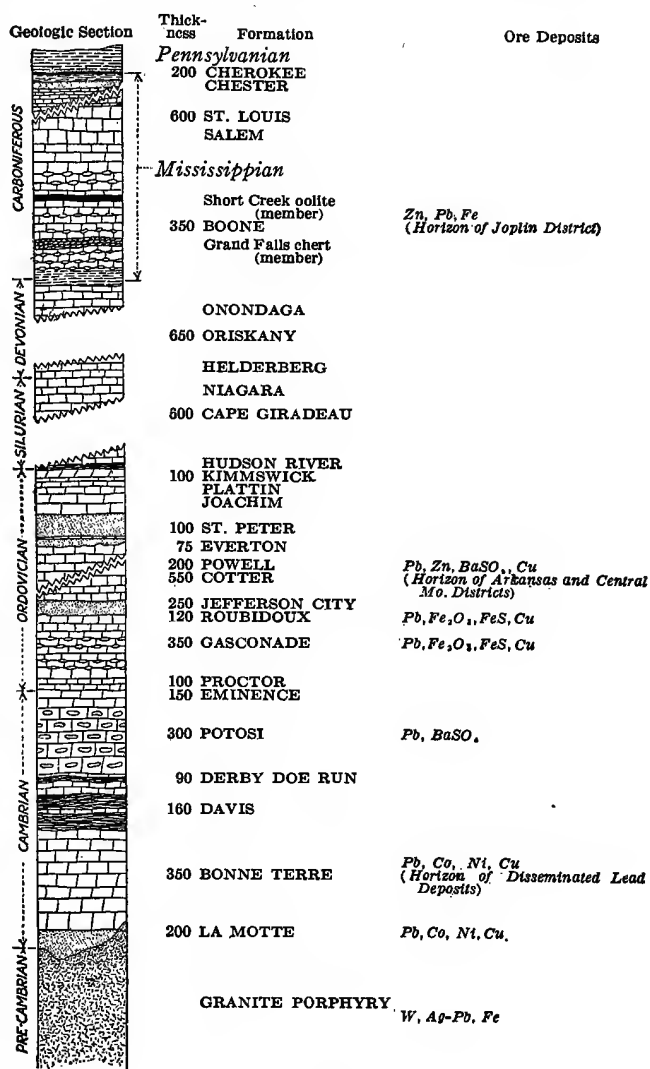 Geologic Section Thick-ness Formation Ore Deposits
Pennsylvanian
200 CHEROKEE
CHESTER
600 ST. LOUIS
SALEM
Mississippian
Short Creek oolite
(member) Zn, Pb, Fe
350 BOONE (Horizon of Joplin District)
Grand Falls chert
(member)
ONONDAGA
650 ORISKANY
HELDERBERG
NIAGARA
600 CAPE GIRADEAU
HUDSON RIVER
100 KIMMSWICK
PLATTIN
JOACHIM
100 ST. PETER
75 EVERTON
200 POWELL Pb, Zn, BaSO₄, Cu
550 COTTER (Horizon of Arkansas and Central
Mo. Districts)
250 JEFFERSON CITY
120 ROUBIDOUX Pb, Fe₂O₃, FeS, Cu
350 GASCONADE Pb, Fe₂O₃, FeS, Cu
100 PROCTOR
150 EMINENCE
300 POTOSI Pb, BaSO₄
90 DERBY DOE RUN
160 DAVIS
Pb, Co, Ni, Cu
350 BONNE TERRE (Horizon of Disseminated Lead
Deposits)
200 LA MOTTE Pb, Co, Ni, Cu.
GRANITE PORPHYRY
W, Ag-Pb, Fe
CARBONIFEROUS
DEVONIAN
SILURIAN
ORDOVICIAN
CAMBRIAN
PRE-CAMBRIAN